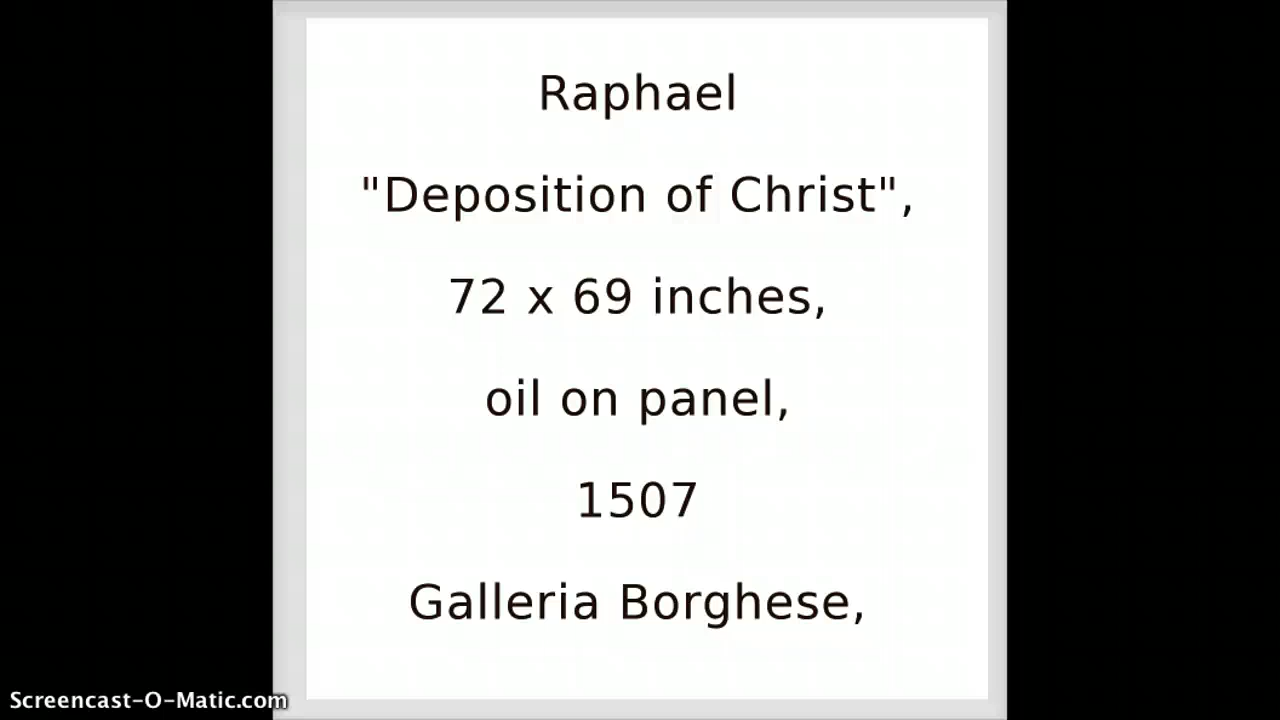 Raphael
"Deposition of Christ",
72 x 69 inches,
oil on panel,
1507
Galleria Borghese,
Screencast-O-Matic.com